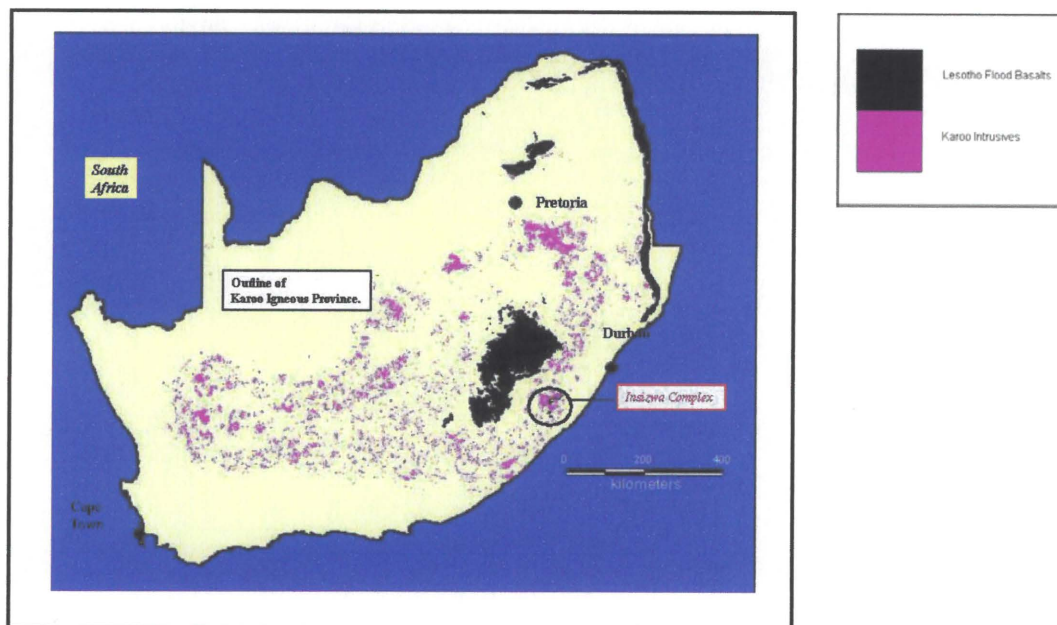 South
Africa
Pretoria
Outline of
Karoo Igneous Province.
Durban
Insizwa Complex
0 200 400
kilometers
Cape
Town
Lesotho Flood Basalts
Karoo Intrusives